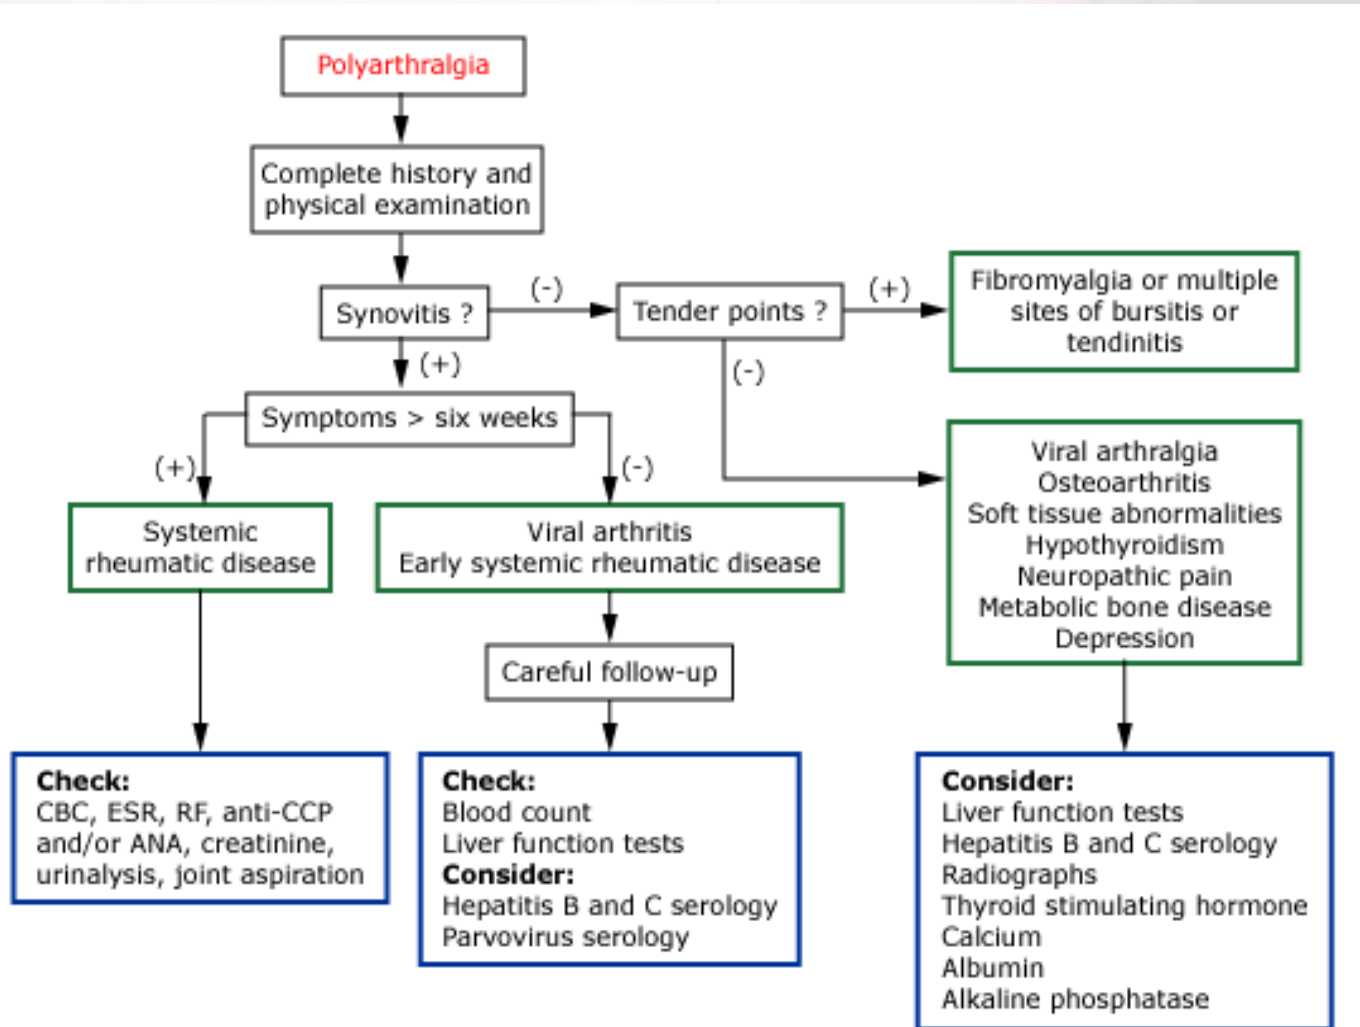 Polyarthralgia
Complete history and
physical examination
Synovitis ?
(-)
Tender points ?
(+)
Fibromyalgia or multiple
sites of bursitis or
tendinitis
(+)
(-)
Symptoms > six weeks
(+)
(-)
Viral arthralgia
Osteoarthritis
Soft tissue abnormalities
Hypothyroidism
Neuropathic pain
Metabolic bone disease
Depression
Systemic
rheumatic disease
Viral arthritis
Early systemic rheumatic disease
Careful follow-up
Check:
CBC, ESR, RF, anti-CCP
and/or ANA, creatinine,
urinalysis, joint aspiration
Check:
Blood count
Liver function tests
Consider:
Hepatitis B and C serology
Parvovirus serology
Consider:
Liver function tests
Hepatitis B and C serology
Radiographs
Thyroid stimulating hormone
Calcium
Albumin
Alkaline phosphatase